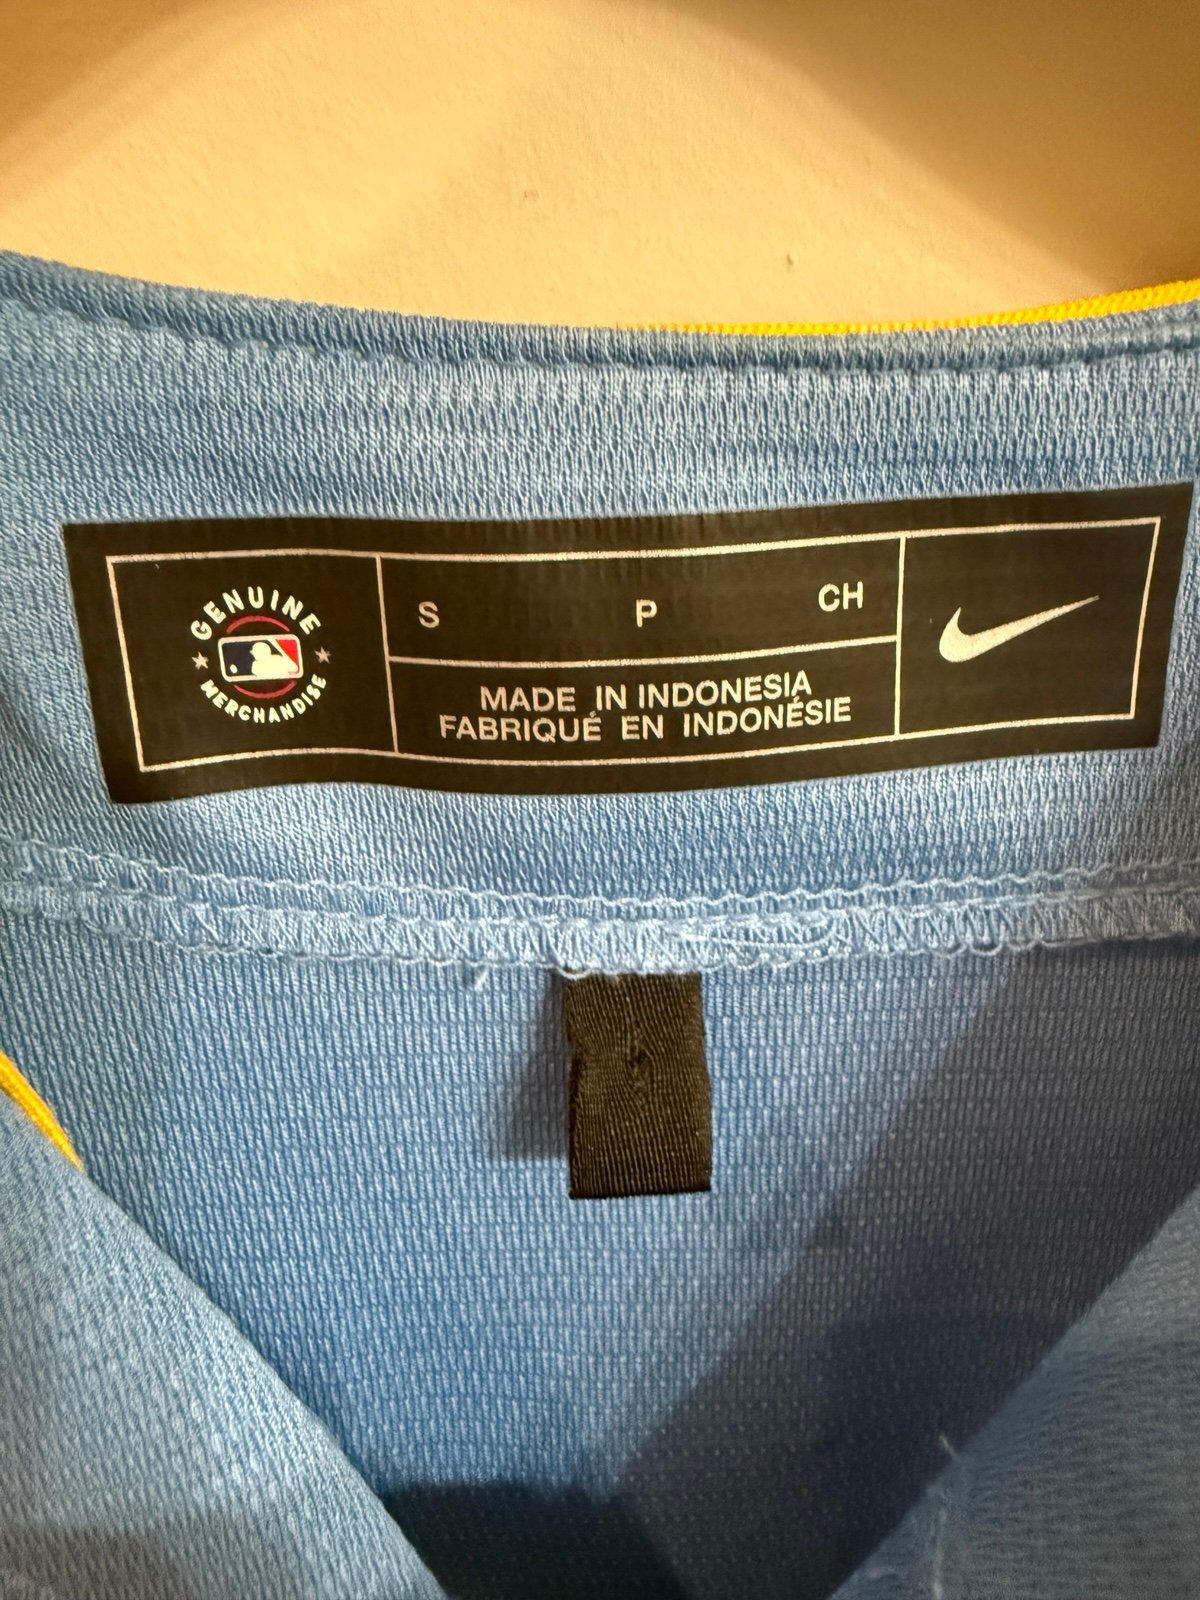 GENUINE
MERCHANDISE
S P CH
MADE IN INDONESIA
FABRIQUÉ EN INDONÉSIE